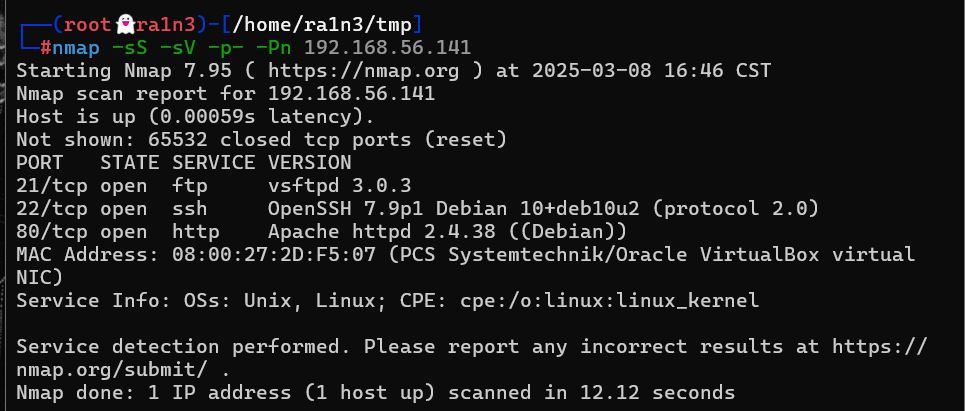 ┌──(root👻ra1n3)-[/home/ra1n3/tmp]
└─#nmap -sS -sV -p- -Pn 192.168.56.141
Starting Nmap 7.95 ( https://nmap.org ) at 2025-03-08 16:46 CST
Nmap scan report for 192.168.56.141
Host is up (0.00059s latency).
Not shown: 65532 closed tcp ports (reset)
PORT   STATE SERVICE VERSION
21/tcp open  ftp     vsftpd 3.0.3
22/tcp open  ssh     OpenSSH 7.9p1 Debian 10+deb10u2 (protocol 2.0)
80/tcp open  http    Apache httpd 2.4.38 ((Debian))
MAC Address: 08:00:27:2D:F5:07 (PCS Systemtechnik/Oracle VirtualBox virtual
NIC)
Service Info: OSs: Unix, Linux; CPE: cpe:/o:linux:linux_kernel
Service detection performed. Please report any incorrect results at https://
nmap.org/submit/ .
Nmap done: 1 IP address (1 host up) scanned in 12.12 seconds